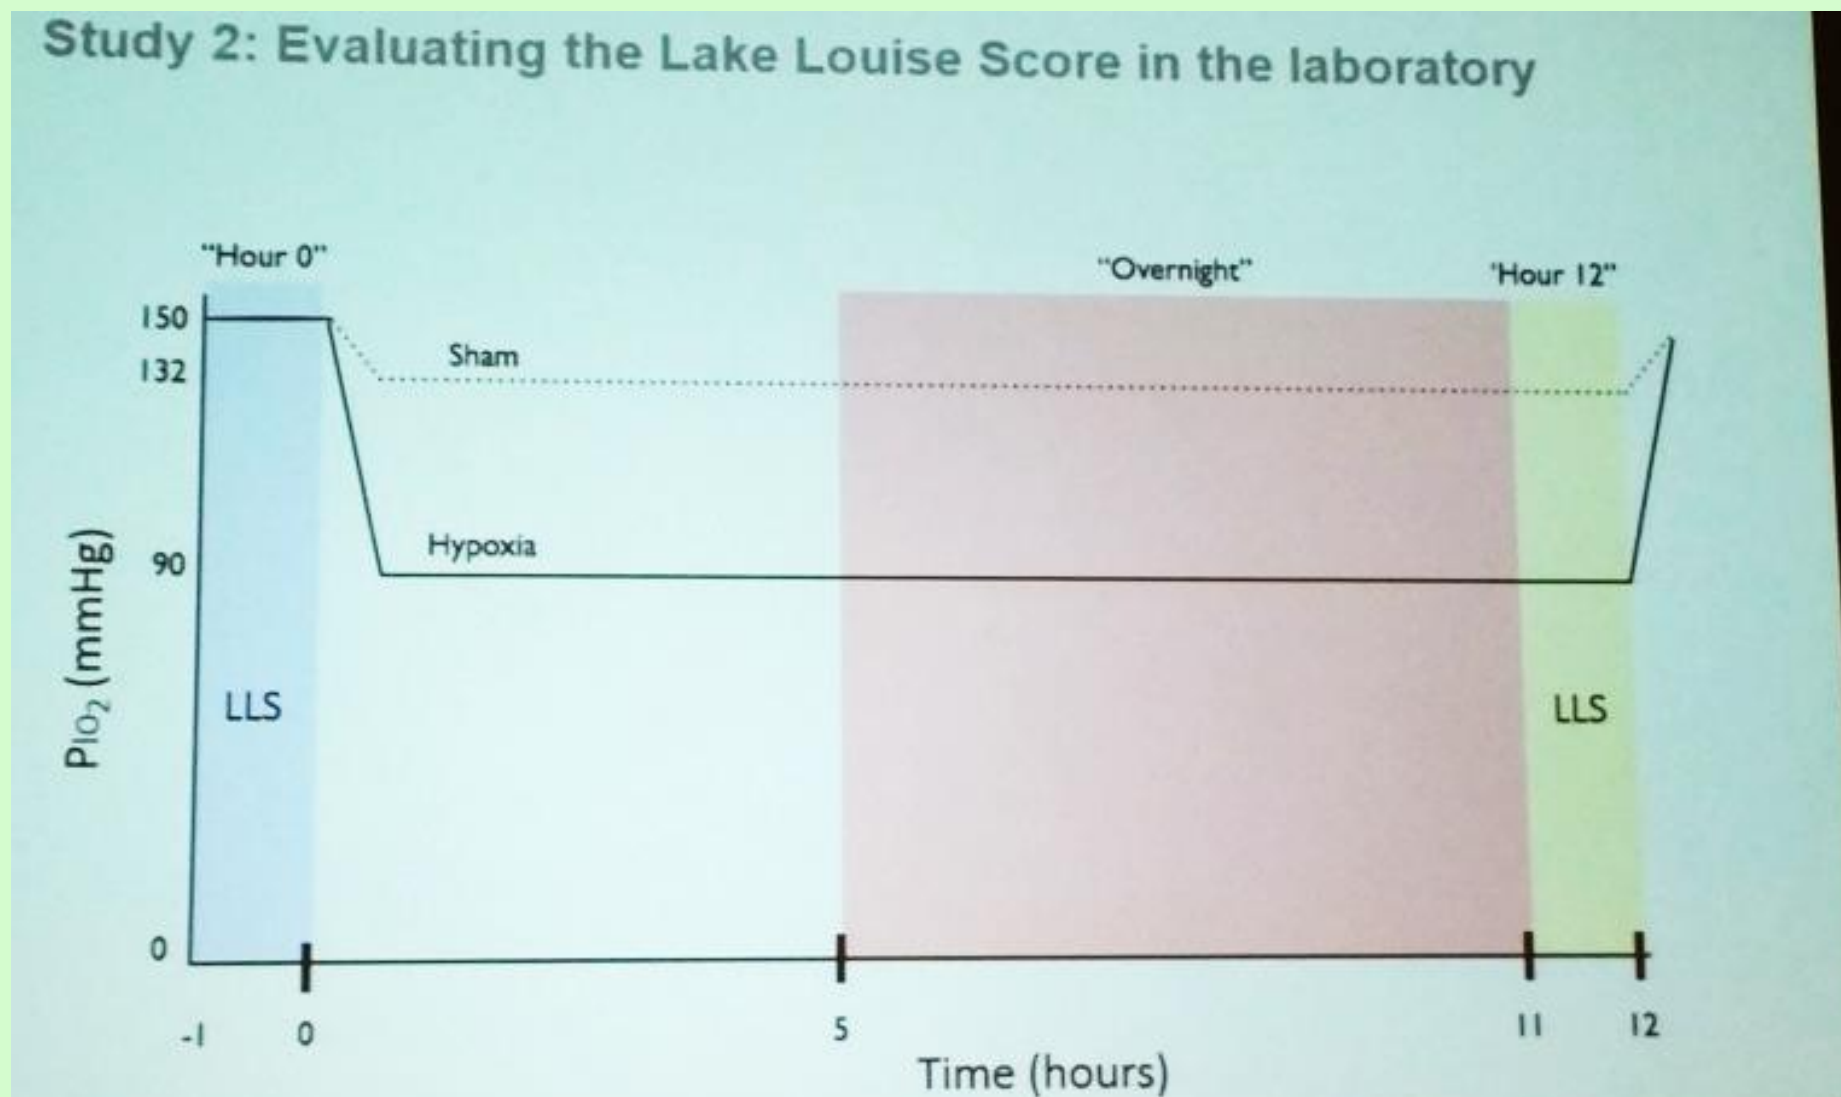 Study 2: Evaluating the Lake Louise Score in the laboratory
"Hour 0"
"Overnight"
'Hour 12"
150
132
90
0
Sham
Hypoxia
PIO₂ (mmHg)
LLS
LLS
-1
0
5
11
12
Time (hours)